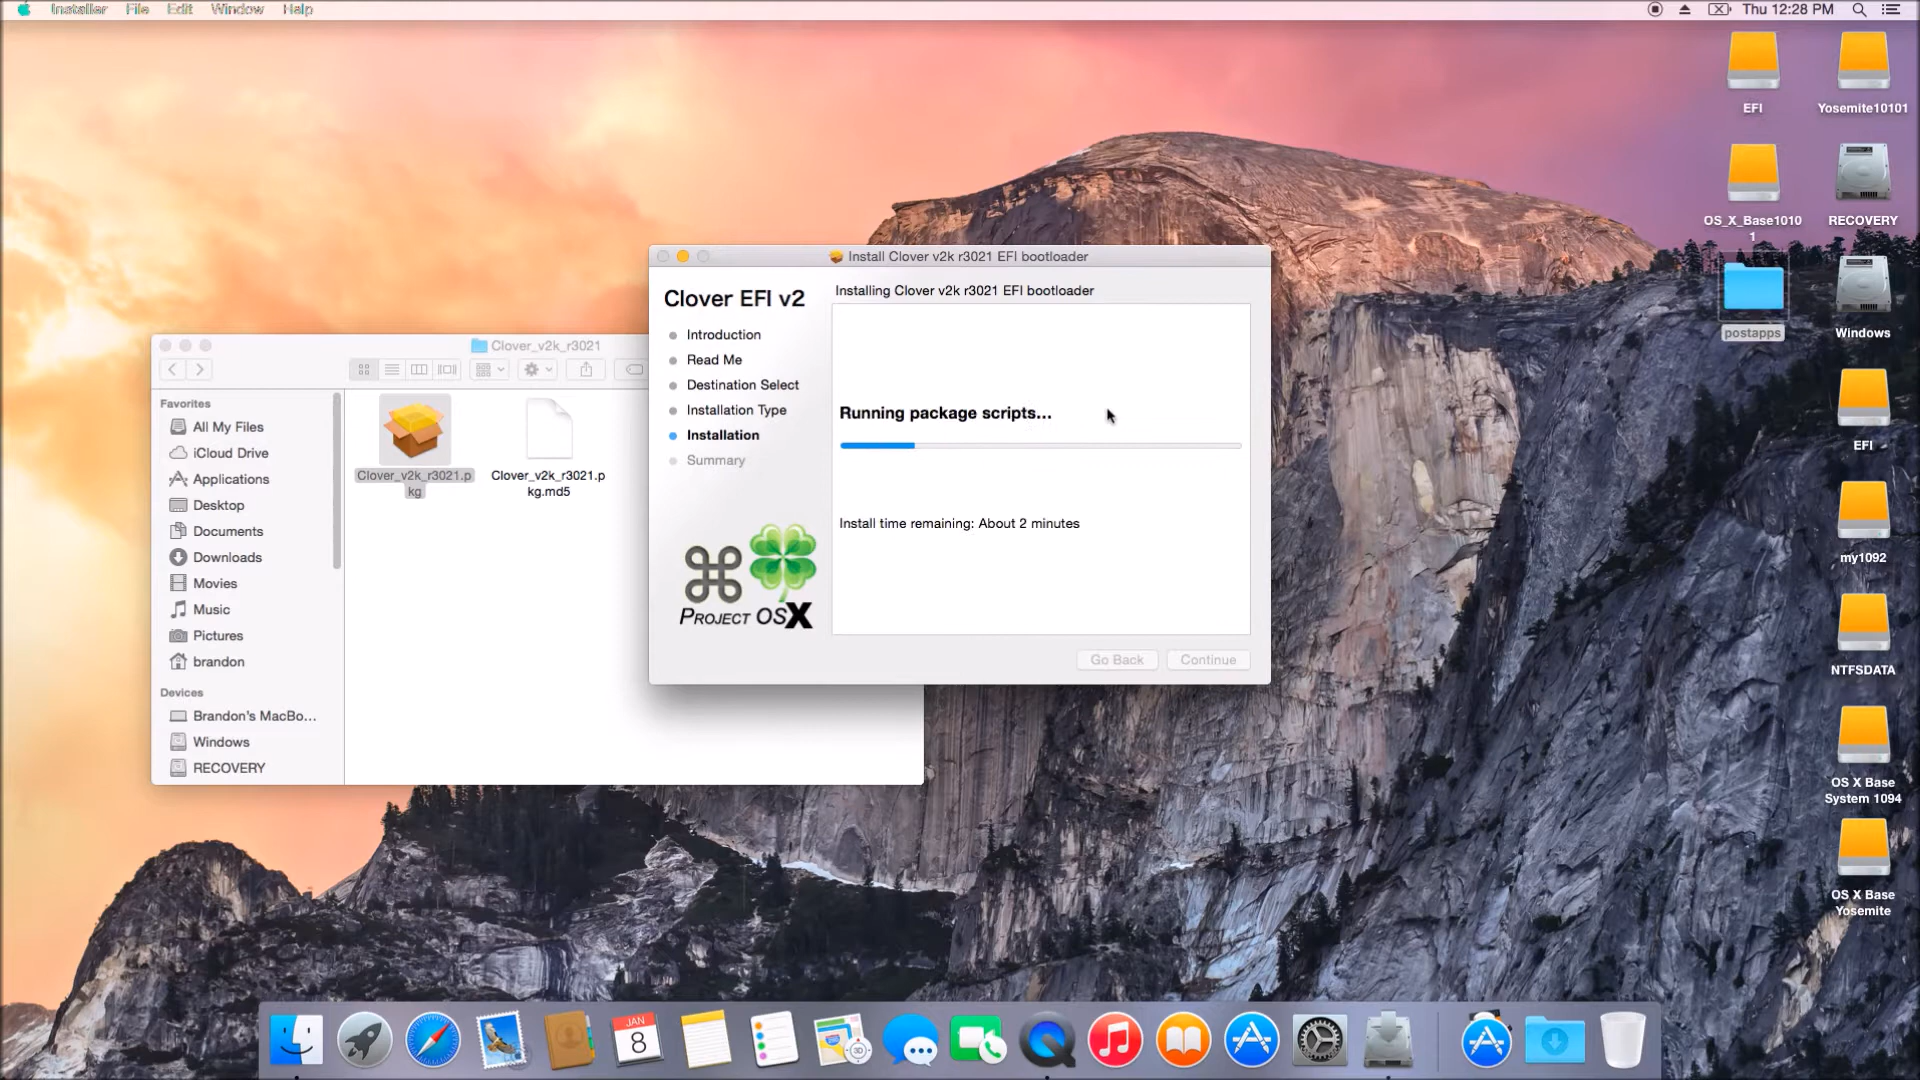 Installer File Edit Window Help
Thu 12:28 PM
EFI
Yosemite10101
OS_X_Base1010
1
RECOVERY
postapps
Windows
EFI
my1092
NTFSDATA
OS X Base
System 1094
OS X Base
Yosemite
Clover_v2k_r3021
Favorites
All My Files
iCloud Drive
Applications
Desktop
Documents
Downloads
Movies
Music
Pictures
brandon
Devices
Brandon's MacBo...
Windows
RECOVERY
Clover_v2k_r3021.p
kg
Clover_v2k_r3021.p
kg.md5
Install Clover v2k r3021 EFI bootloader
Clover EFI v2
Introduction
Read Me
Destination Select
Installation Type
Installation
Summary
PROJECT OSX
Installing Clover v2k r3021 EFI bootloader
Running package scripts...
Install time remaining: About 2 minutes
Go Back
Continue
JAN
8
3D